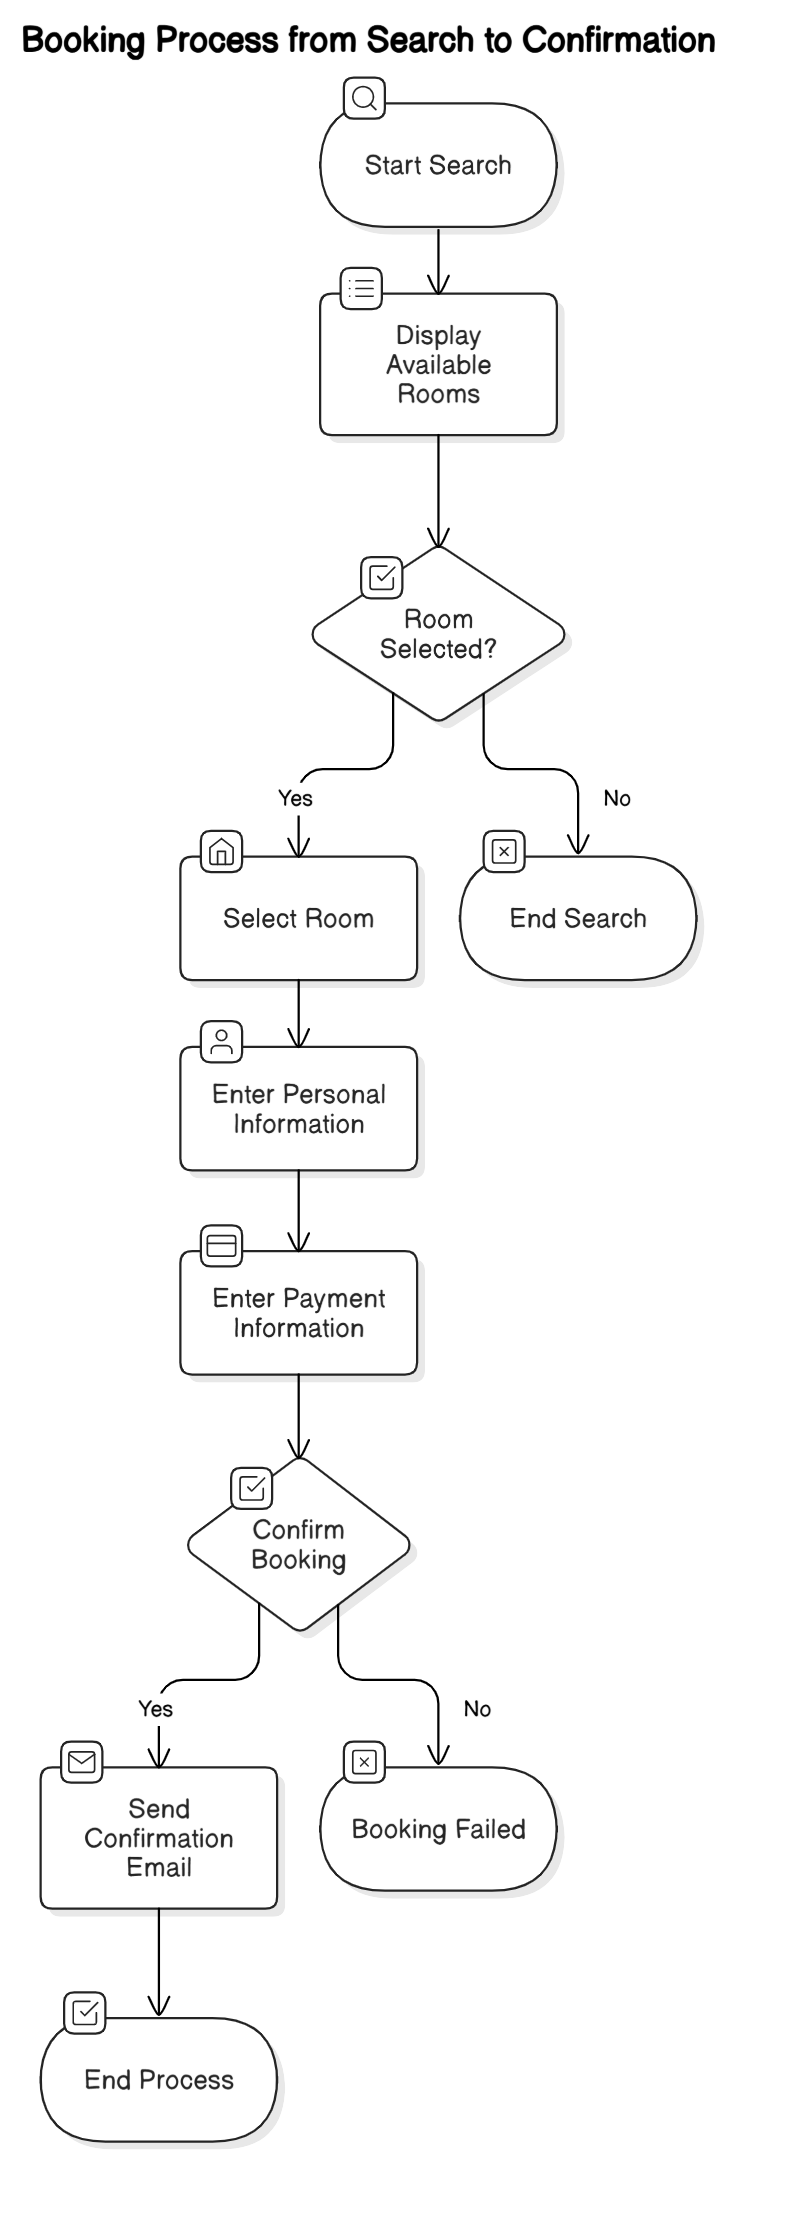 Booking Process from Search to Confirmation
Start Search
Display
Available
Rooms
Room
Selected?
Yes
No
Select Room
End Search
Enter Personal
Information
Enter Payment
Information
Confirm
Booking
Yes
No
Send
Confirmation
Email
Booking Failed
End Process